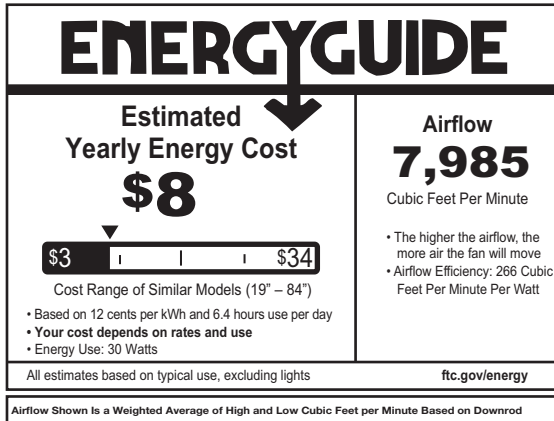 ENERGYGUIDE
Estimated
Yearly Energy Cost
$8
$3
$34
Cost Range of Similar Models (19” – 84”)
• Based on 12 cents per kWh and 6.4 hours use per day
• Your cost depends on rates and use
• Energy Use: 30 Watts
Airflow
7,985
Cubic Feet Per Minute
• The higher the airflow, the
more air the fan will move
• Airflow Efficiency: 266 Cubic
Feet Per Minute Per Watt
All estimates based on typical use, excluding lights
ftc.gov/energy
Airflow Shown Is a Weighted Average of High and Low Cubic Feet per Minute Based on Downrod